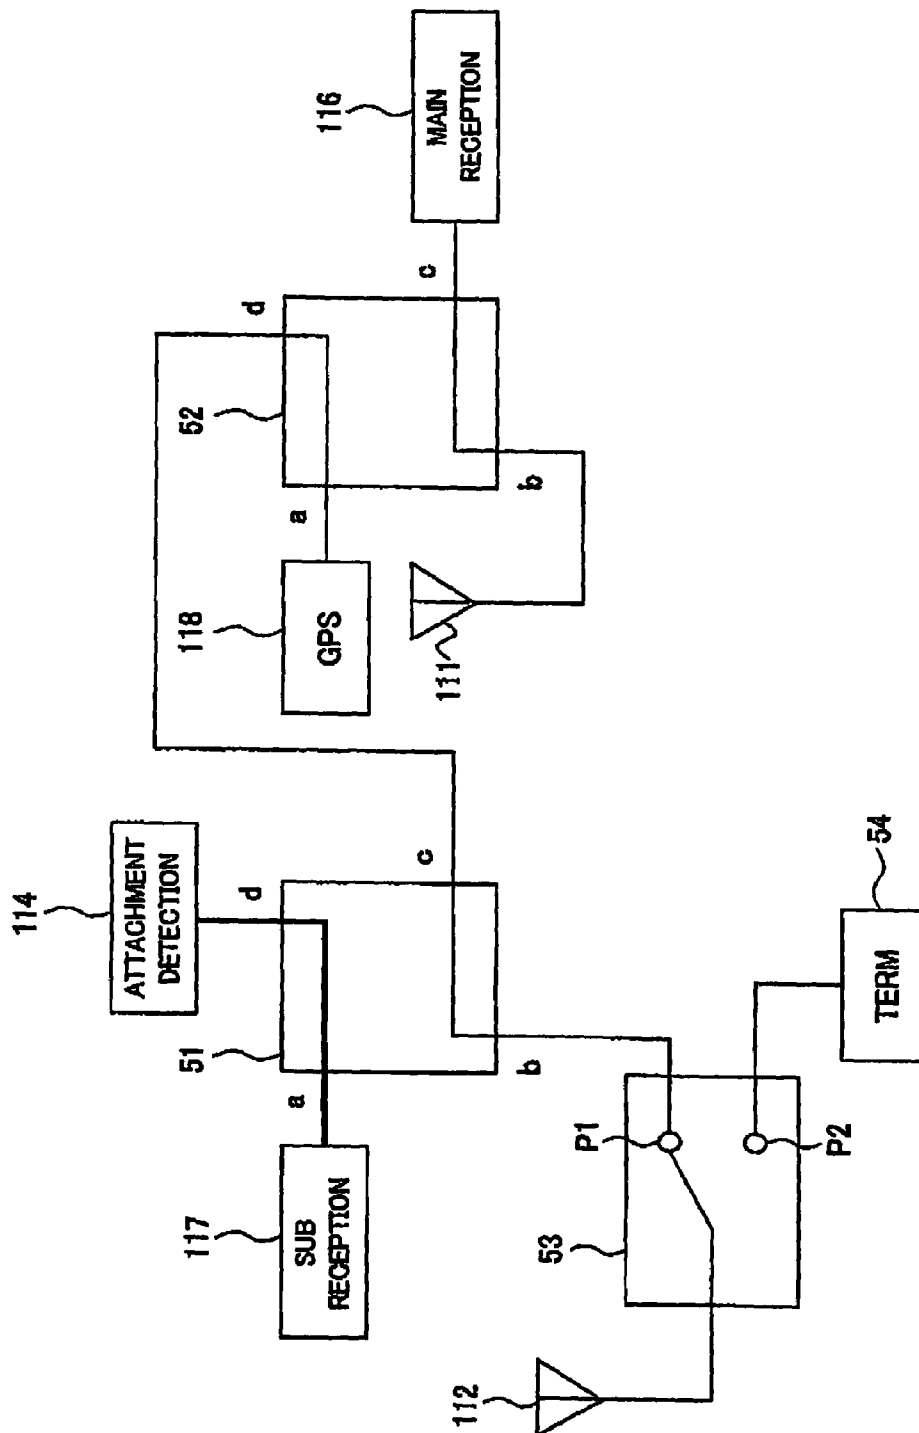 114
ATTACHMENT
DETECTION
117
51
118
52
d
d
SUB
RECEPTION
a
GPS
a
116
MAIN
RECEPTION
c
c
111
112
b
b
53
P1
P2
54
TERM